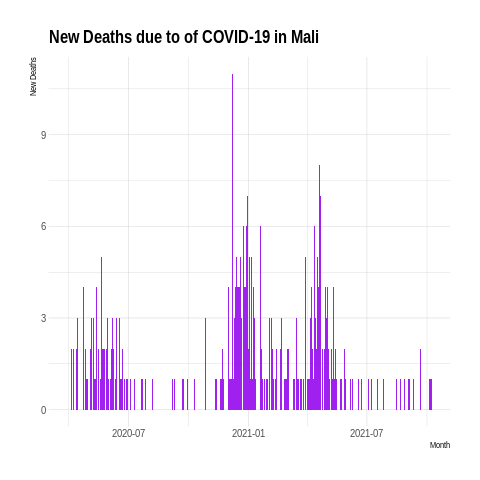 New Deaths due to of COVID-19 in Mali
New Deaths
9
6
3
0
2020-07
2021-01
2021-07
Month